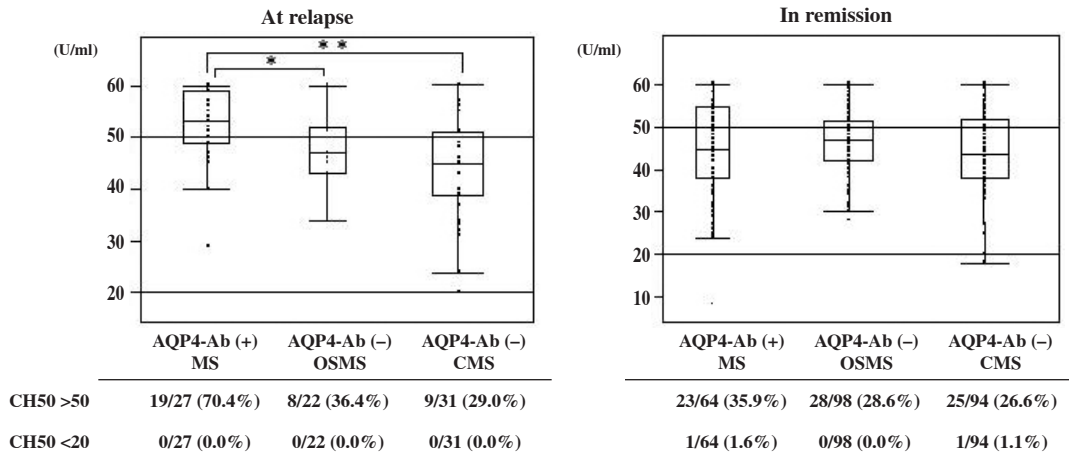 At relapse
In remission
(U/ml)
**
*
60
50
40
30
20
AQP4-Ab (+)
MS
AQP4-Ab (–)
OSMS
AQP4-Ab (–)
CMS
(U/ml)
60
50
40
30
20
10
AQP4-Ab (+)
MS
AQP4-Ab (–)
OSMS
AQP4-Ab (–)
CMS
CH50 >50 19/27 (70.4%) 8/22 (36.4%) 9/31 (29.0%) 23/64 (35.9%) 28/98 (28.6%) 25/94 (26.6%)
CH50 <20 0/27 (0.0%) 0/22 (0.0%) 0/31 (0.0%) 1/64 (1.6%) 0/98 (0.0%) 1/94 (1.1%)